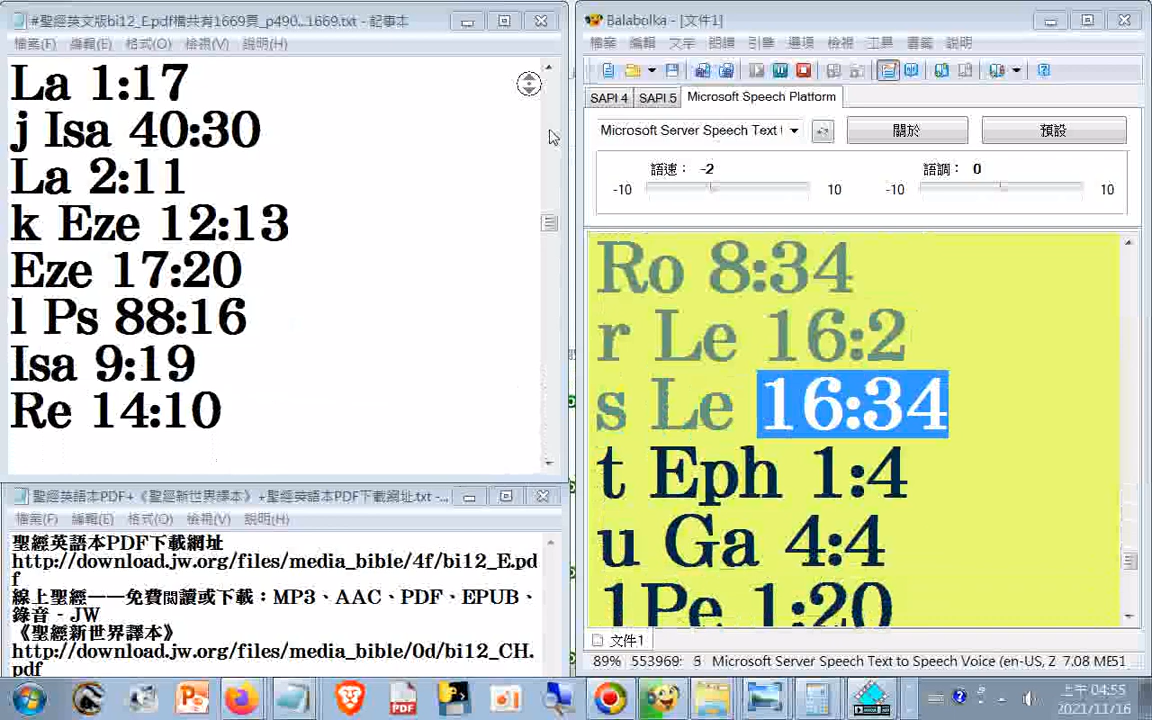 #聖經英文版bi12_E.pdf檔共有1669頁_p490...1669.txt - 記事本
檔案(F) 編輯(E) 格式(O) 檢視(V) 說明(H)
La 1:17
j Isa 40:30
La 2:11
k Eze 12:13
Eze 17:20
l Ps 88:16
Isa 9:19
Re 14:10
聖經英語本PDF+《聖經新世界譯本》+聖經英語本PDF下載網址.txt -...
檔案(F) 編輯(E) 格式(O) 檢視(V) 說明(H)
聖經英語本PDF下載網址
http://download.jw.org/files/media_bible/4f/bi12_E.pd
f
線上聖經——免費閱讀或下載：MP3、AAC、PDF、EPUB、
錄音 - JW
《聖經新世界譯本》
http://download.jw.org/files/media_bible/0d/bi12_CH.
pdf
Balabolka - [文件1]
檔案 編輯 文字 朗讀 引擎 選項 檢視 工具 書籤 說明
SAPI 4 SAPI 5 Microsoft Speech Platform
Microsoft Server Speech Text
關於 預設
語速： -2 語調： 0
-10 10 -10 10
Ro 8:34
r Le 16:2
s Le 16:34
t Eph 1:4
u Ga 4:4
1Pe 1:20
文件1
89% 553969: 5 Microsoft Server Speech Text to Speech Voice (en-US, Z 7.08 ME51
PDF
上午 04:55
2021/11/16